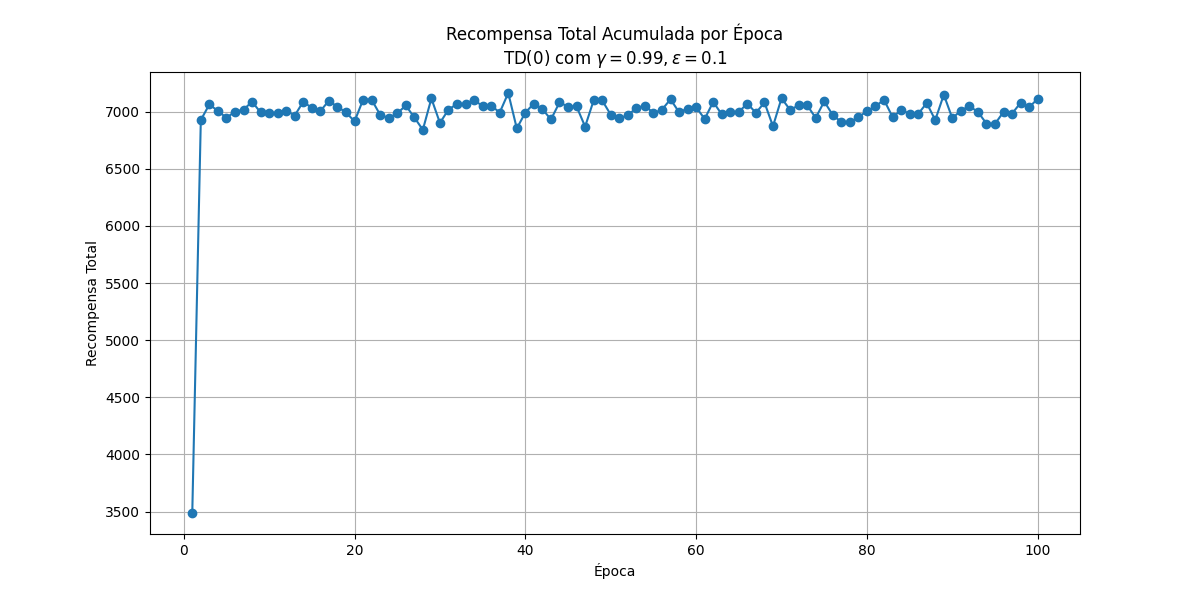 Recompensa Total Acumulada por Época
TD(0) com γ = 0.99, ε = 0.1
Recompensa Total
7000
6500
6000
5500
5000
4500
4000
3500
0 20 40 60 80 100
Época